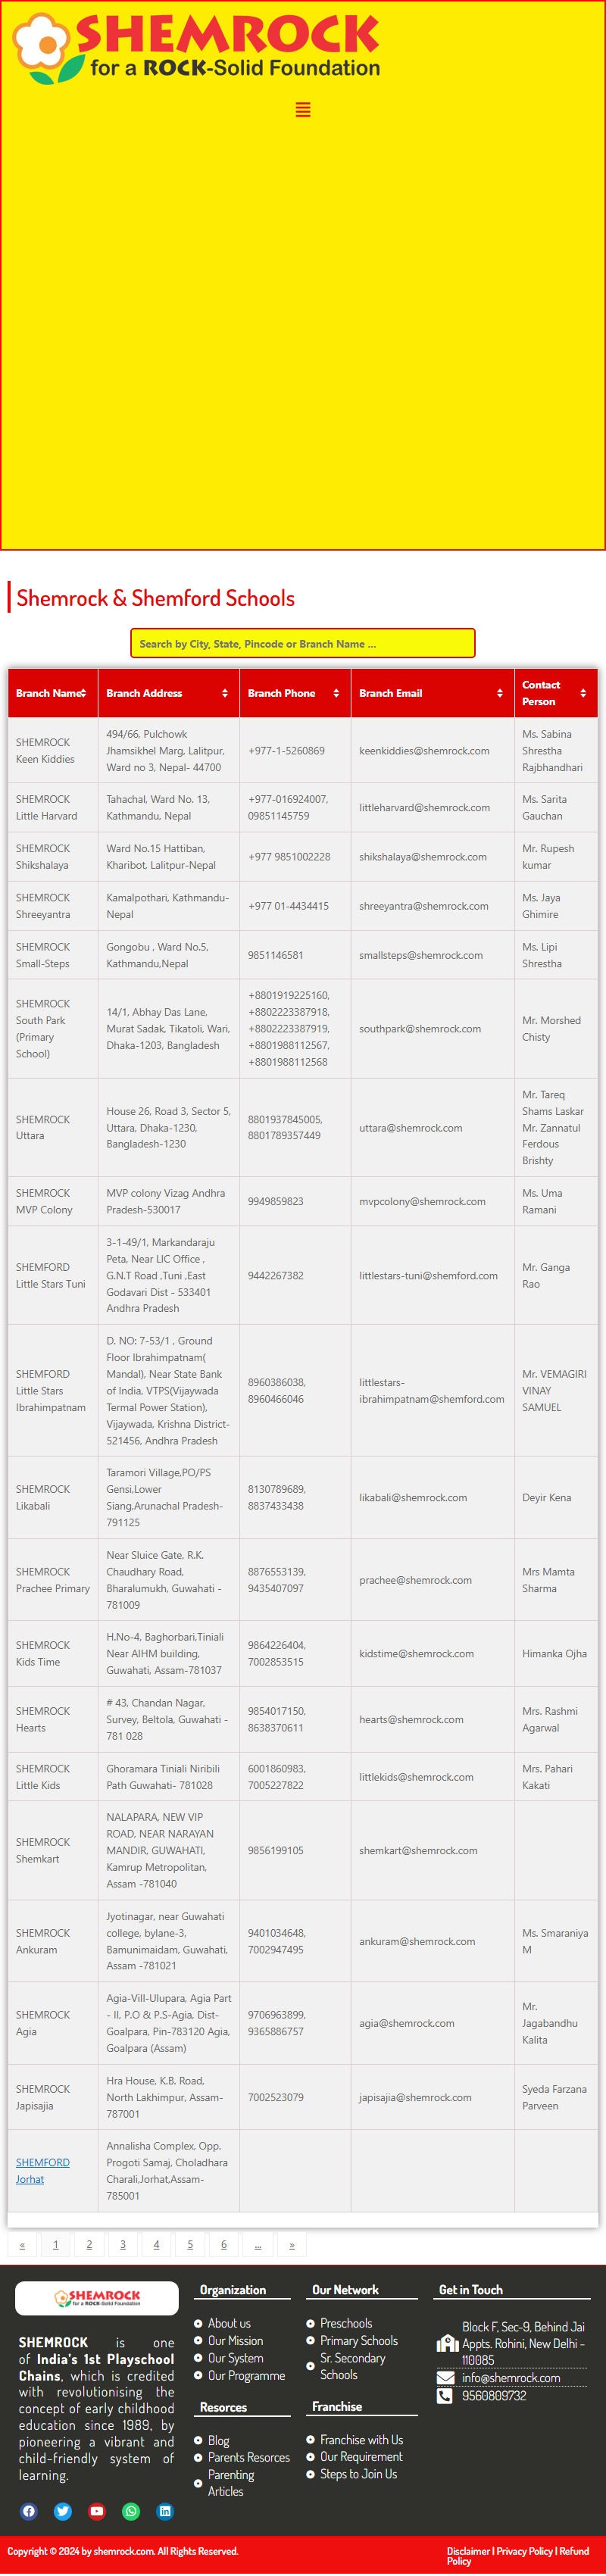 SHEMROCK
for a ROCK-Solid Foundation
Shemrock & Shemford Schools
Search by City, State, Pincode or Branch Name ...
Branch Name Branch Address Branch Phone Branch Email Contact Person
SHEMROCK Keen Kiddies
494/66, Pulchowk
Jhamsikhel Marg, Lalitpur,
Ward no 3, Nepal- 44700
+977-1-5260869
keenkiddies@shemrock.com
Ms. Sabina
Shrestha
Rajbhandhari
SHEMROCK
Little Harvard
Tahachal, Ward No. 13,
Kathmandu, Nepal
+977-016924007,
09851145759
littleharvard@shemrock.com
Ms. Sarita
Gauchan
SHEMROCK
Shikshalaya
Ward No.15 Hattiban,
Kharibot, Lalitpur-Nepal
+977 9851002228
shikshalaya@shemrock.com
Mr. Rupesh
kumar
SHEMROCK
Shreeyantra
Kamalpothari, Kathmandu-
Nepal
+977 01-4434415
shreeyantra@shemrock.com
Ms. Jaya
Ghimire
SHEMROCK
Small-Steps
Gongobu , Ward No.5,
Kathmandu,Nepal
9851146581
smallsteps@shemrock.com
Ms. Lipi
Shrestha
SHEMROCK
South Park
(Primary
School)
14/1, Abhay Das Lane,
Murat Sadak, Tikatoli, Wari,
Dhaka-1203, Bangladesh
+8801919225160,
+8802223387918,
+8802223387919,
+8801988112567,
+8801988112568
southpark@shemrock.com
Mr. Morshed
Chisty
SHEMROCK
Uttara
House 26, Road 3, Sector 5,
Uttara, Dhaka-1230,
Bangladesh-1230
8801937845005,
8801789357449
uttara@shemrock.com
Mr. Tareq
Shams Laskar
Mr. Zannatul
Ferdous
Brishty
SHEMROCK
MVP Colony
MVP colony Vizag Andhra
Pradesh-530017
9949859823
mvpcolony@shemrock.com
Ms. Uma
Ramani
SHEMFORD
Little Stars Tuni
3-1-49/1, Markandaraju
Peta, Near LIC Office ,
G.N.T Road ,Tuni ,East
Godavari Dist - 533401
Andhra Pradesh
9442267382
littlestars-tuni@shemford.com
Mr. Ganga
Rao
SHEMFORD
Little Stars
Ibrahimpatnam
D. NO: 7-53/1 , Ground
Floor Ibrahimpatnam(
Mandal), Near State Bank
of India, VTPS(Vijaywada
Termal Power Station),
Vijaywada, Krishna District-
521456, Andhra Pradesh
8960386038,
8960466046
littlestars-
ibrahimpatnam@shemford.com
Mr. VEMAGIRI
VINAY
SAMUEL
SHEMROCK
Likabali
Taramori Village,PO/PS
Gensi,Lower
Siang,Arunachal Pradesh-
791125
8130789689,
8837433438
likabali@shemrock.com
Deyir Kena
SHEMROCK
Prachee Primary
Near Sluice Gate, R.K.
Chaudhary Road,
Bharalumukh, Guwahati -
781009
8876553139,
9435407097
prachee@shemrock.com
Mrs Mamta
Sharma
SHEMROCK
Kids Time
H.No-4, Baghorbari,Tiniali
Near AIHM building,
Guwahati, Assam-781037
9864226404,
7002853515
kidstime@shemrock.com
Himanka Ojha
SHEMROCK
Hearts
# 43, Chandan Nagar,
Survey, Beltola, Guwahati -
781 028
9854017150,
8638370611
hearts@shemrock.com
Mrs. Rashmi
Agarwal
SHEMROCK
Little Kids
Ghoramara Tiniali Niribili
Path Guwahati- 781028
6001860983,
7005227822
littlekids@shemrock.com
Mrs. Pahari
Kakati
SHEMROCK
Shemkart
NALAPARA, NEW VIP
ROAD, NEAR NARAYAN
MANDIR, GUWAHATI,
Kamrup Metropolitan,
Assam -781040
9856199105
shemkart@shemrock.com
SHEMROCK
Ankuram
Jyotinagar, near Guwahati
college, bylane-3,
Bamunimaidam, Guwahati,
Assam -781021
9401034648,
7002947495
ankuram@shemrock.com
Ms. Smaraniya
M
SHEMROCK
Agia
Agia-Vill-Ulupara, Agia Part
- II, P.O & P.S-Agia, Dist-
Goalpara, Pin-783120 Agia,
Goalpara (Assam)
9706963899,
9365886757
agia@shemrock.com
Mr.
Jagabandhu
Kalita
SHEMROCK
Japisajia
Hra House, K.B. Road,
North Lakhimpur, Assam-
787001
7002523079
japisajia@shemrock.com
Syeda Farzana
Parveen
SHEMFORD
Jorhat
Annalisha Complex, Opp.
Progoti Samaj, Choladhara
Charali,Jorhat,Assam-
785001
« 1 2 3 4 5 6 ... »
SHEMROCK
for a ROCK-Solid Foundation
SHEMROCK is one
of India's 1st Playschool
Chains, which is credited
with revolutionising the
concept of early childhood
education since 1989, by
pioneering a vibrant and
child-friendly system of
learning.
Organization
About us
Our Mission
Our System
Our Programme
Resorces
Blog
Parents Resorces
Parenting
Articles
Our Network
Preschools
Primary Schools
Sr. Secondary
Schools
Franchise
Franchise with Us
Our Requirement
Steps to Join Us
Get in Touch
Block F, Sec-9, Behind Jai
Appts. Rohini, New Delhi -
110085
info@shemrock.com
9560809732
Copyright © 2024 by shemrock.com. All Rights Reserved.
Disclaimer | Privacy Policy | Refund
Policy